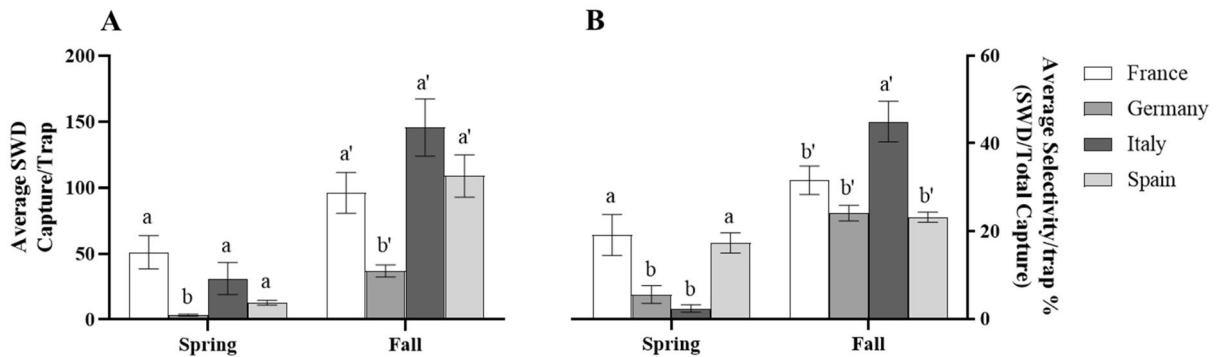 A
Average SWD
Capture/Trap
200
150
100
50
0
a
b
a
a
a'
b'
a'
a'
Spring
Fall
B
a
b
b
a
b'
b'
a'
b'
Spring
Fall
60
40
20
0
Average Selectivity/trap %
(SWD/Total Capture)
France
Germany
Italy
Spain